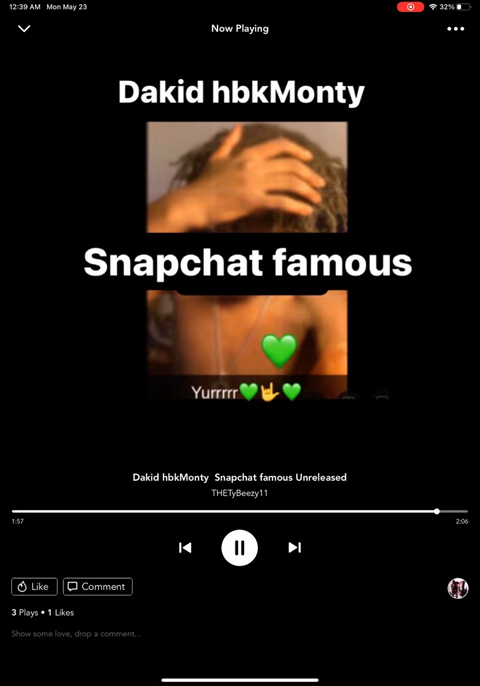 12:39 AM Mon May 23
32%
Now Playing
Dakid hbkMonty
Snapchat famous
Yurrrrr💚🤟💚
Dakid hbkMonty Snapchat famous Unreleased
THETyBeezy11
1:57
2:06
Like
Comment
3 Plays • 1 Likes
Show some love, drop a comment...